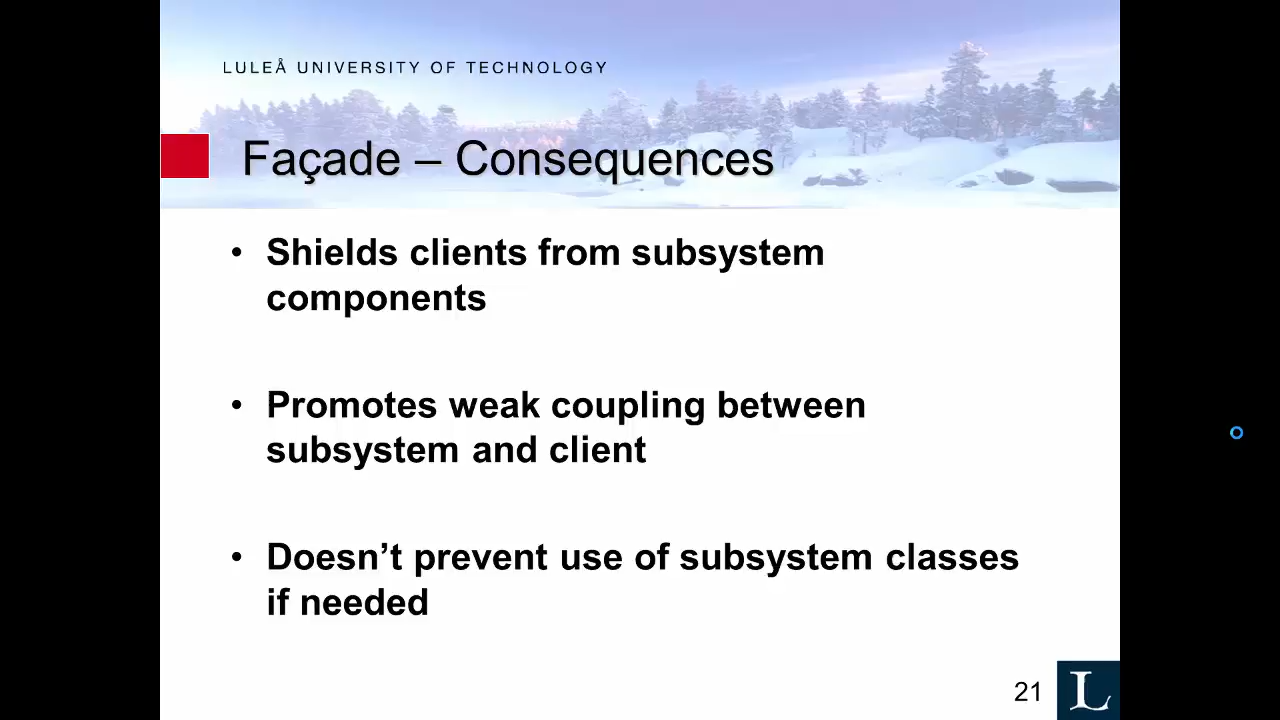 LULEÅ UNIVERSITY OF TECHNOLOGY
Façade – Consequences
• Shields clients from subsystem
components
• Promotes weak coupling between
subsystem and client
• Doesn’t prevent use of subsystem classes
if needed
21
L